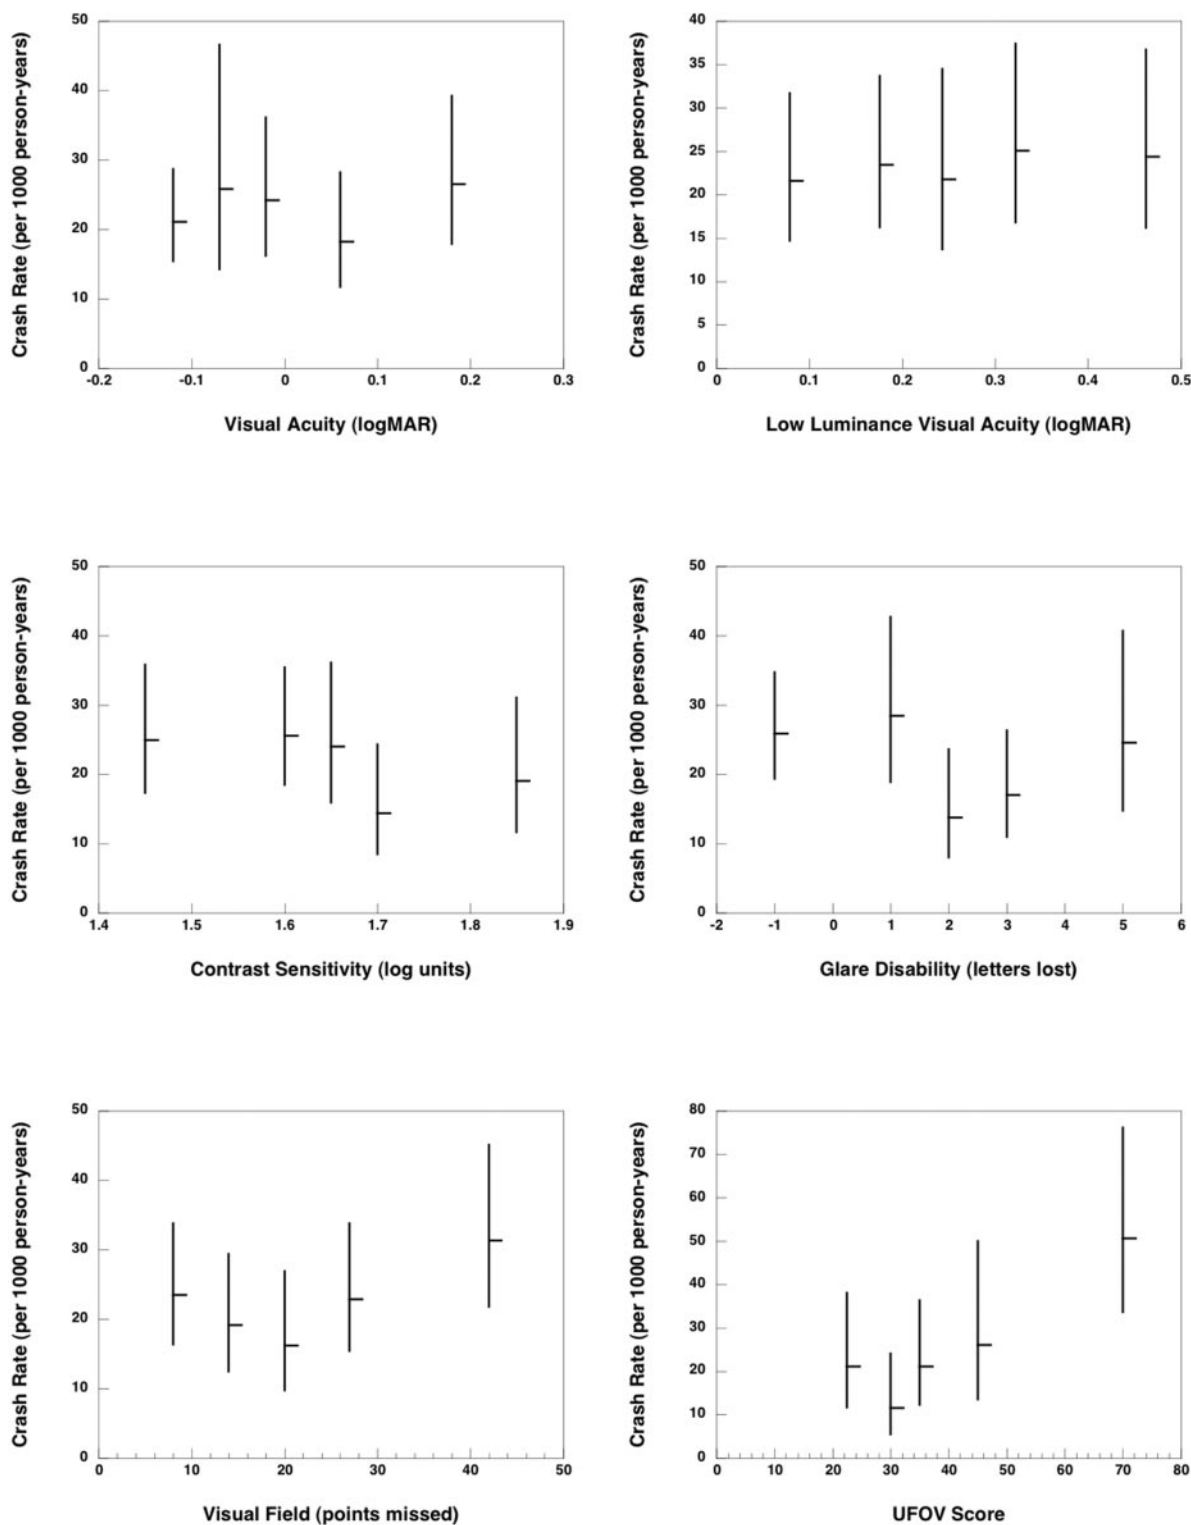 Crash Rate (per 1000 person-years)
50
40
30
20
10
0
-0.2 -0.1 0 0.1 0.2 0.3
Visual Acuity (logMAR)
Crash Rate (per 1000 person-years)
40
35
30
25
20
15
10
5
0
0 0.1 0.2 0.3 0.4 0.5
Low Luminance Visual Acuity (logMAR)
Crash Rate (per 1000 person-years)
50
40
30
20
10
0
1.4 1.5 1.6 1.7 1.8 1.9
Contrast Sensitivity (log units)
Crash Rate (per 1000 person-years)
50
40
30
20
10
0
-2 -1 0 1 2 3 4 5 6
Glare Disability (letters lost)
Crash Rate (per 1000 person-years)
50
40
30
20
10
0
0 10 20 30 40 50
Visual Field (points missed)
Crash Rate (per 1000 person-years)
80
70
60
50
40
30
20
10
0
0 10 20 30 40 50 60 70 80
UFOV Score